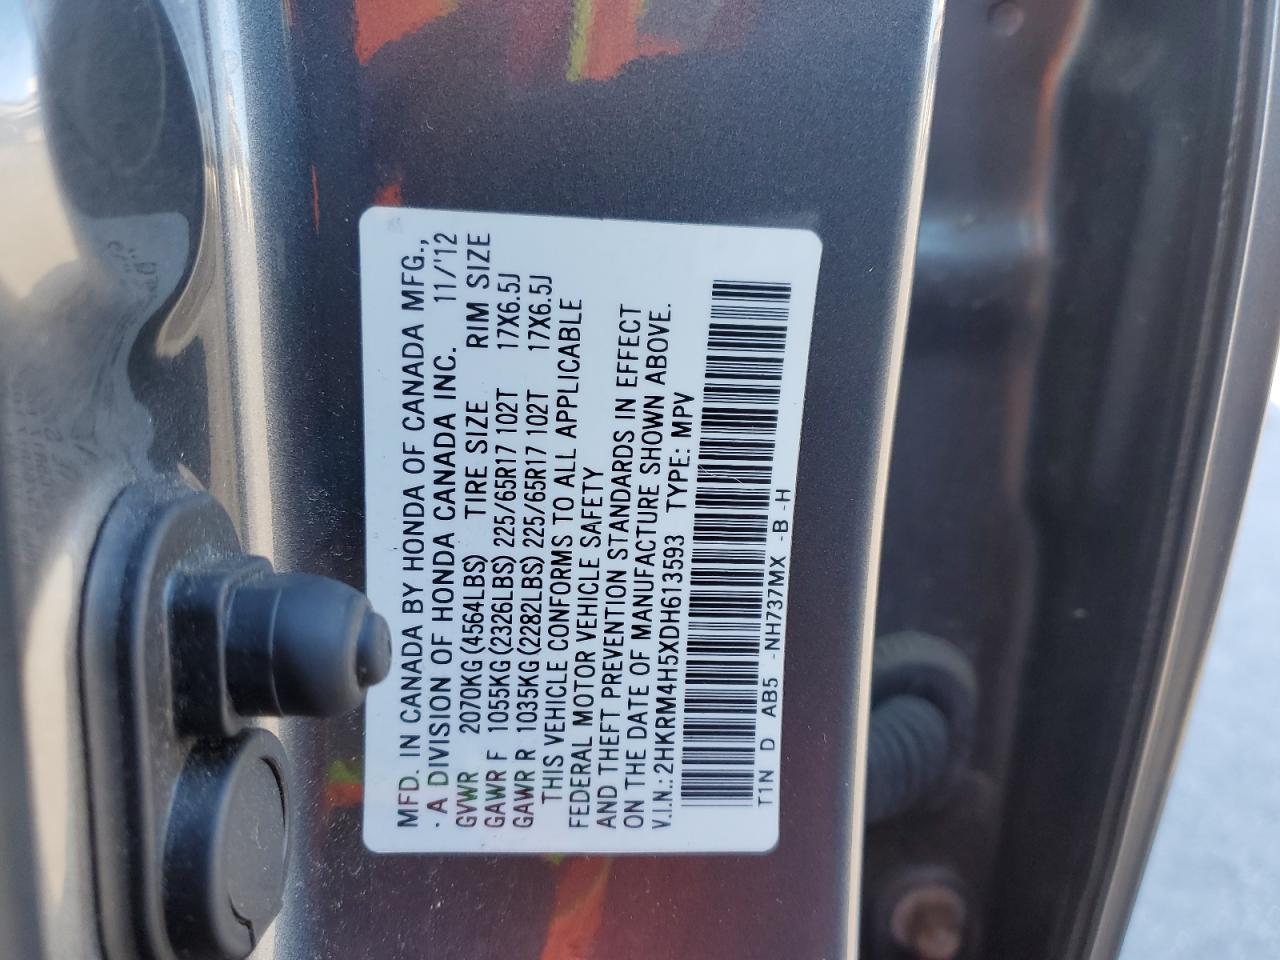 MFD. IN CANADA BY HONDA OF CANADA MFG.,
· A DIVISION OF HONDA CANADA INC. 11/'12
GVWR 2070KG(4564LBS) TIRE SIZE RIM SIZE
GAWR F 1055KG(2326LBS) 225/65R17 102T 17X6.5J
GAWR R 1035KG(2282LBS) 225/65R17 102T 17X6.5J
THIS VEHICLE CONFORMS TO ALL APPLICABLE
FEDERAL MOTOR VEHICLE SAFETY
AND THEFT PREVENTION STANDARDS IN EFFECT
ON THE DATE OF MANUFACTURE SHOWN ABOVE.
V.I.N.: 2HKRM4H5XDH613593 TYPE: MPV
T1N D AB5 -NH737MX -B -H